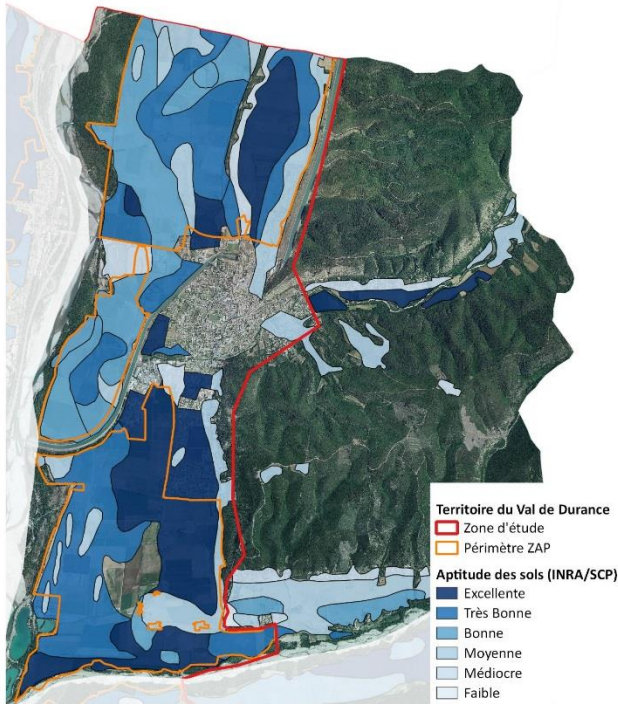 Territoire du Val de Durance
Zone d'étude
Périmètre ZAP
Aptitude des sols (INRA/SCP)
Excellente
Très Bonne
Bonne
Moyenne
Médiocre
Faible